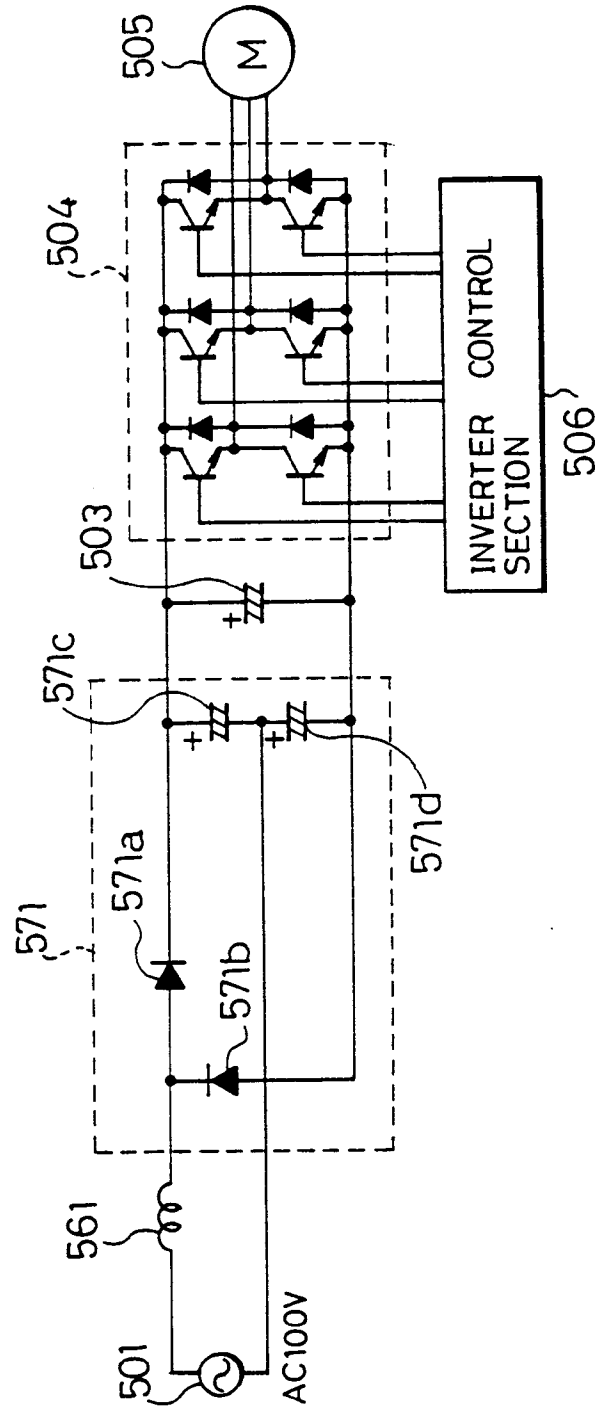 501
AC100V
561
571
571a
571b
571c
571d
+
+
503
+
504
505
M
INVERTER CONTROL
SECTION
506